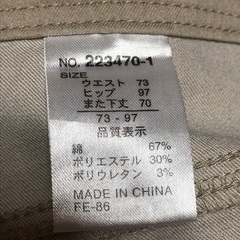 NO. 223470-1
SIZE
ウエスト 73
ヒップ 97
また下丈 70
73 - 97
品質表示
綿 67%
ポリエステル 30%
ポリウレタン 3%
MADE IN CHINA
FE-86